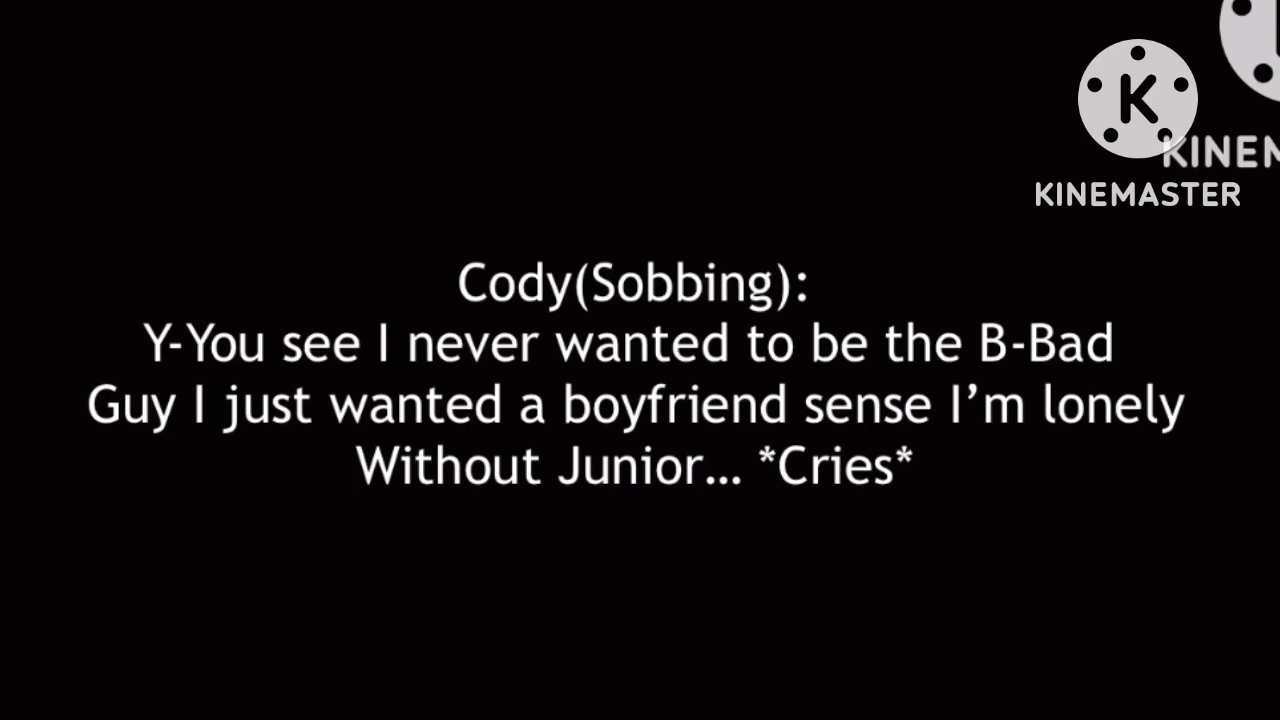 K
KINEM
KINEMASTER
Cody(Sobbing):
Y-You see I never wanted to be the B-Bad
Guy I just wanted a boyfriend sense I’m lonely
Without Junior... *Cries*